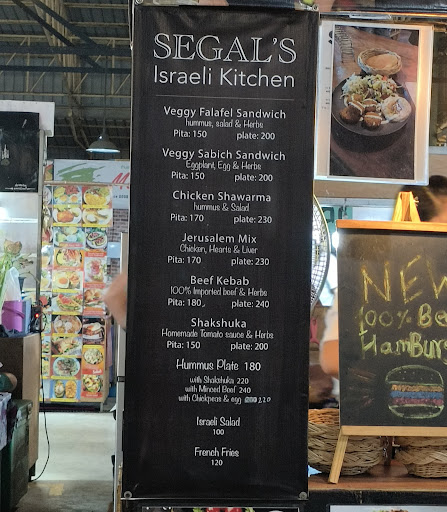 SEGAL'S
Israeli Kitchen
Veggy Falafel Sandwich
hummus, salad & Herbs
Pita: 150 plate: 200
Veggy Sabich Sandwich
Eggplant, Egg & Herbs
Pita: 150 plate: 200
Chicken Shawarma
hummus & Salad
Pita: 170 plate: 230
Jerusalem Mix
Chicken, Hearts & Liver
Pita: 170 plate: 230
Beef Kebab
100% Imported beef & Herbs
Pita: 180 plate: 240
Shakshuka
Homemade Tomato sauce & Herbs
Pita: 150 plate: 200
Hummus Plate 180
with Shakshuka 220
with Minced Beef 240
with Chickpeas & egg 220
Israeli Salad
100
French Fries
120
NEW
100% Be
HamBurg